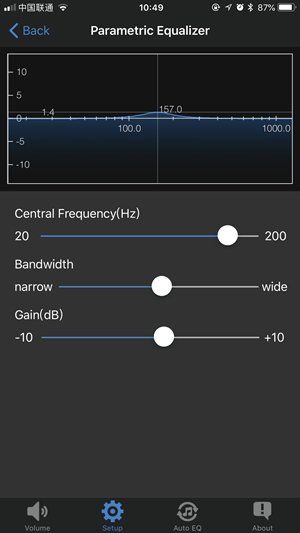 中国联通 10:49 87%
Back Parametric Equalizer
10
5
1.4 157.0
0
100.0 1000.0
-5
-10
Central Frequency(Hz)
20 200
Bandwidth
narrow wide
Gain(dB)
-10 +10
Volume Setup Auto EQ About